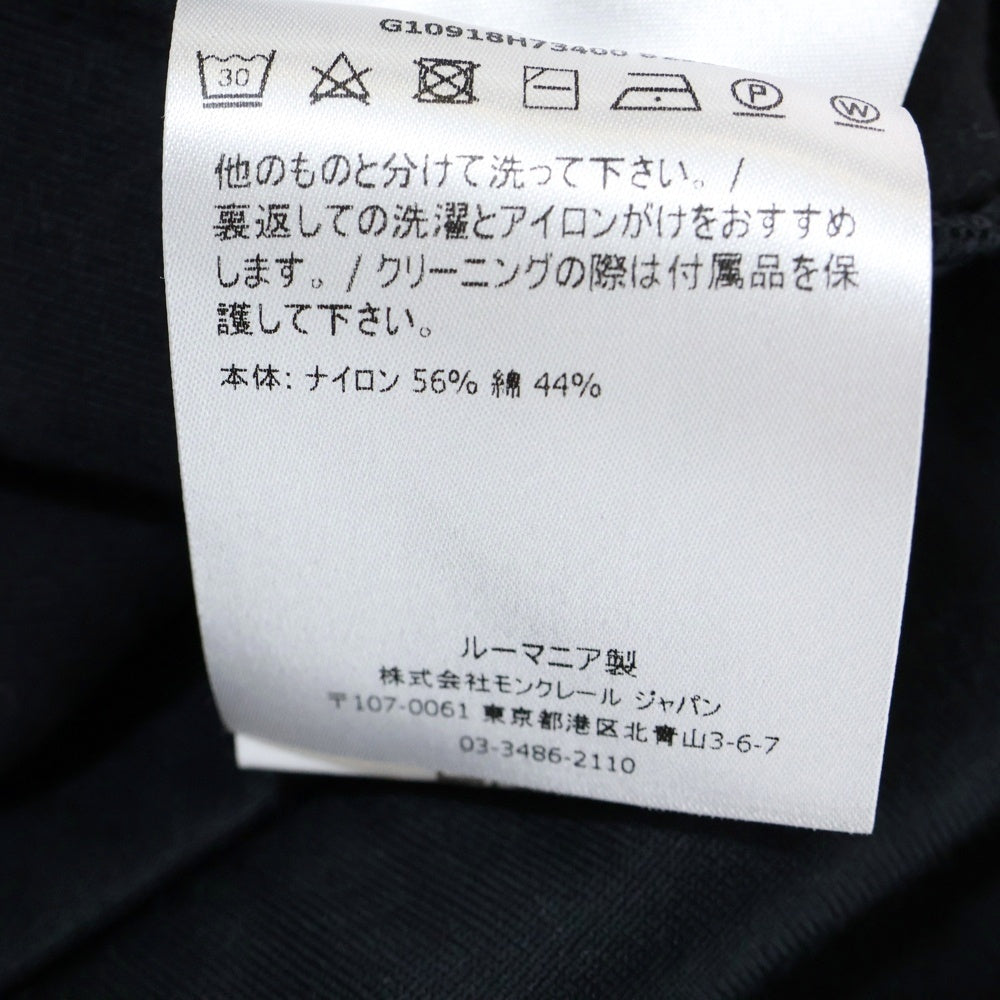 G10918H73400
30 P W
他のものと分けて洗って下さい。/
裏返しての洗濯とアイロンがけをおすすめ
します。/ クリーニングの際は付属品を保
護して下さい。
本体: ナイロン 56% 綿 44%
ルーマニア製
株式会社モンクレール ジャパン
〒107-0061 東京都港区北青山3-6-7
03-3486-2110